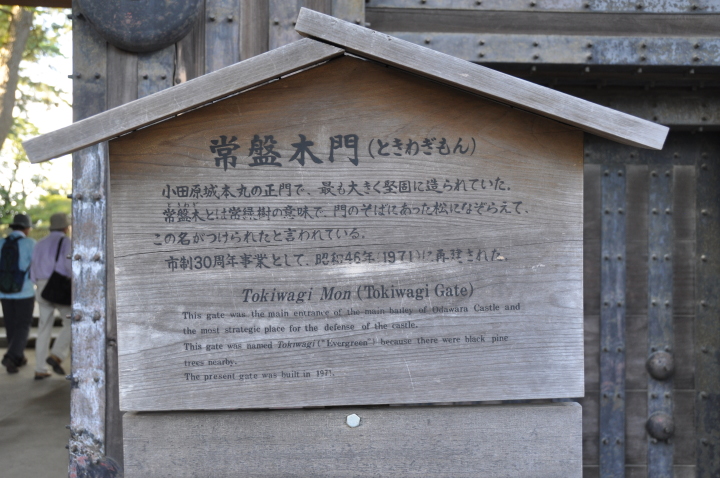 常盤木門(ときわぎもん)
小田原城本丸の正門で、最も大きく堅固に造られていた。
常盤木とは常緑樹の意味で、門のそばにあった松になぞらえて、
この名がつけられたと言われている。
市制30周年事業として、昭和46年(1971)に再建された。
Tokiwagi Mon (Tokiwagi Gate)
This gate was the main entrance of the main bailey of Odawara Castle and
the most strategic place for the defense of the castle.
This gate was named Tokiwagi ("Evergreen") because there were black pine
trees nearby.
The present gate was built in 1971.